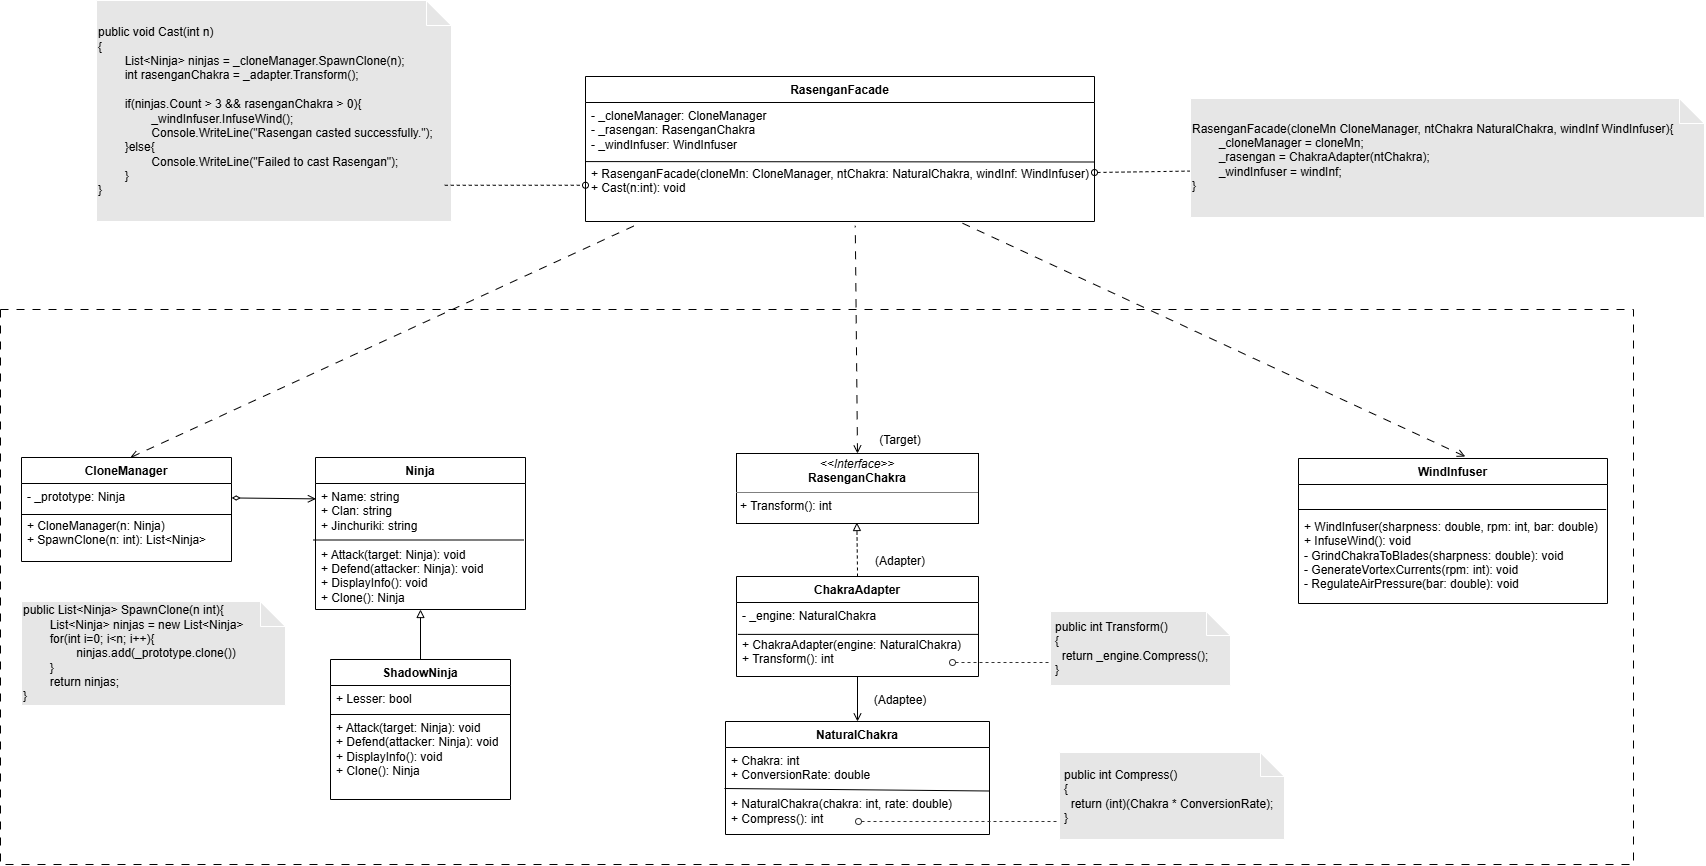 public void Cast(int n)
{
List<Ninja> ninjas = _cloneManager.SpawnClone(n);
int rasenganChakra = _adapter.Transform();
if(ninjas.Count > 3 && rasenganChakra > 0){
_windInfuser.InfuseWind();
Console.WriteLine("Rasengan casted successfully.");
}else{
Console.WriteLine("Failed to cast Rasengan");
}
}
RasenganFacade
- _cloneManager: CloneManager
- _rasengan: RasenganChakra
- _windInfuser: WindInfuser
+ RasenganFacade(cloneMn: CloneManager, ntChakra: NaturalChakra, windInf: WindInfuser)
+ Cast(n:int): void
RasenganFacade(cloneMn CloneManager, ntChakra NaturalChakra, windInf WindInfuser){
_cloneManager = cloneMn;
_rasengan = ChakraAdapter(ntChakra);
_windInfuser = windInf;
}
CloneManager
- _prototype: Ninja
+ CloneManager(n: Ninja)
+ SpawnClone(n: int): List<Ninja>
public List<Ninja> SpawnClone(n int){
List<Ninja> ninjas = new List<Ninja>
for(int i=0; i<n; i++){
ninjas.add(_prototype.clone())
}
return ninjas;
}
Ninja
+ Name: string
+ Clan: string
+ Jinchuriki: string
+ Attack(target: Ninja): void
+ Defend(attacker: Ninja): void
+ DisplayInfo(): void
+ Clone(): Ninja
ShadowNinja
+ Lesser: bool
+ Attack(target: Ninja): void
+ Defend(attacker: Ninja): void
+ DisplayInfo(): void
+ Clone(): Ninja
(Target)
<<Interface>>
RasenganChakra
+ Transform(): int
(Adapter)
ChakraAdapter
- _engine: NaturalChakra
+ ChakraAdapter(engine: NaturalChakra)
+ Transform(): int
public int Transform()
{
return _engine.Compress();
}
(Adaptee)
NaturalChakra
+ Chakra: int
+ ConversionRate: double
+ NaturalChakra(chakra: int, rate: double)
+ Compress(): int
public int Compress()
{
return (int)(Chakra * ConversionRate);
}
WindInfuser
+ WindInfuser(sharpness: double, rpm: int, bar: double)
+ InfuseWind(): void
- GrindChakraToBlades(sharpness: double): void
- GenerateVortexCurrents(rpm: int): void
- RegulateAirPressure(bar: double): void